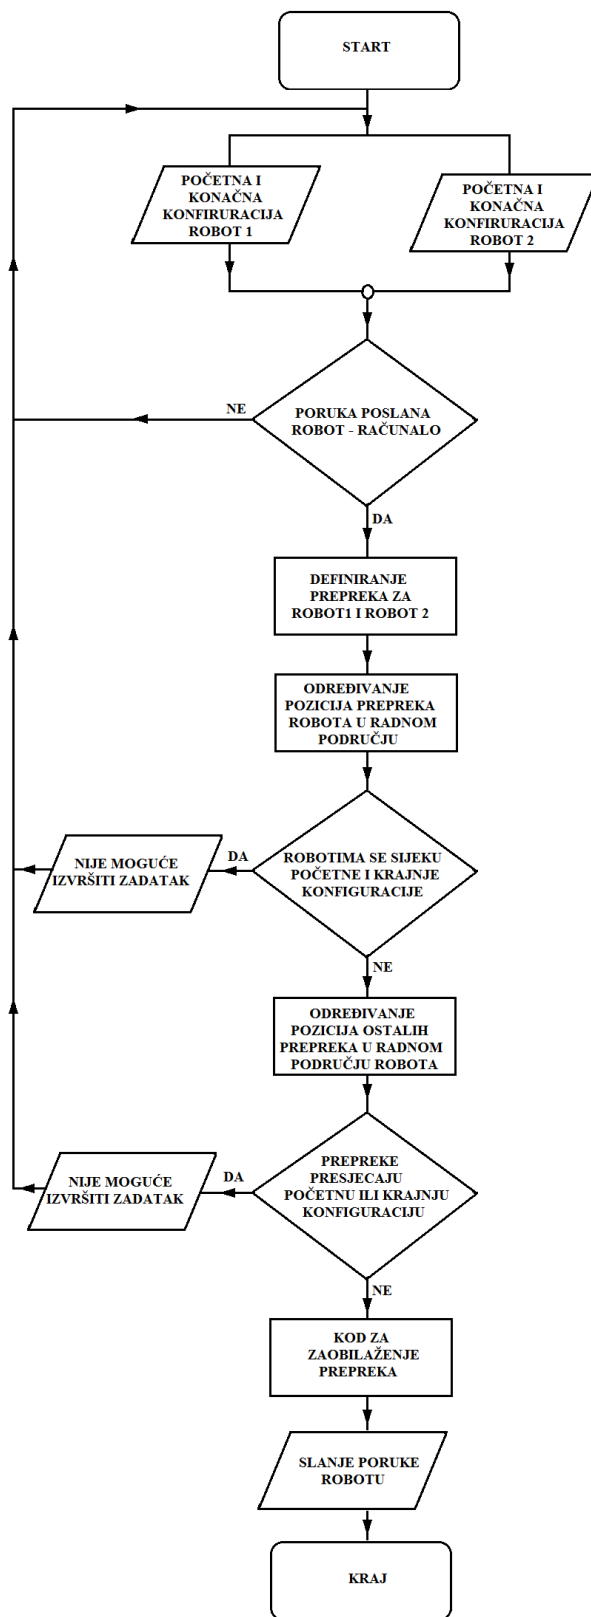 START
POČETNA I
KONAČNA
KONFIRURACIJA
ROBOT 1
POČETNA I
KONAČNA
KONFIRURACIJA
ROBOT 2
PORUKA POSLANA
ROBOT - RAČUNALO
NE
DA
DEFINIRANJE
PREPREKA ZA
ROBOT1 I ROBOT 2
ODREĐIVANJE
POZICIJA PREPREKA
ROBOTA U RADNOM
PODRUČJU
ROBOTIMA SE SIJEKU
POČETNE I KRAJNJE
KONFIGURACIJE
DA
NIJE MOGUĆE
IZVRŠITI ZADATAK
NE
ODREĐIVANJE
POZICIJA OSTALIH
PREPREKA U RADNOM
PODRUČJU ROBOTA
PREPREKE
PRESJECAJU
POČETNU ILI KRAJNJU
KONFIGURACIJU
DA
NIJE MOGUĆE
IZVRŠITI ZADATAK
NE
KOD ZA
ZAOBILAŽENJE
PREPREKA
SLANJE PORUKE
ROBOTU
KRAJ